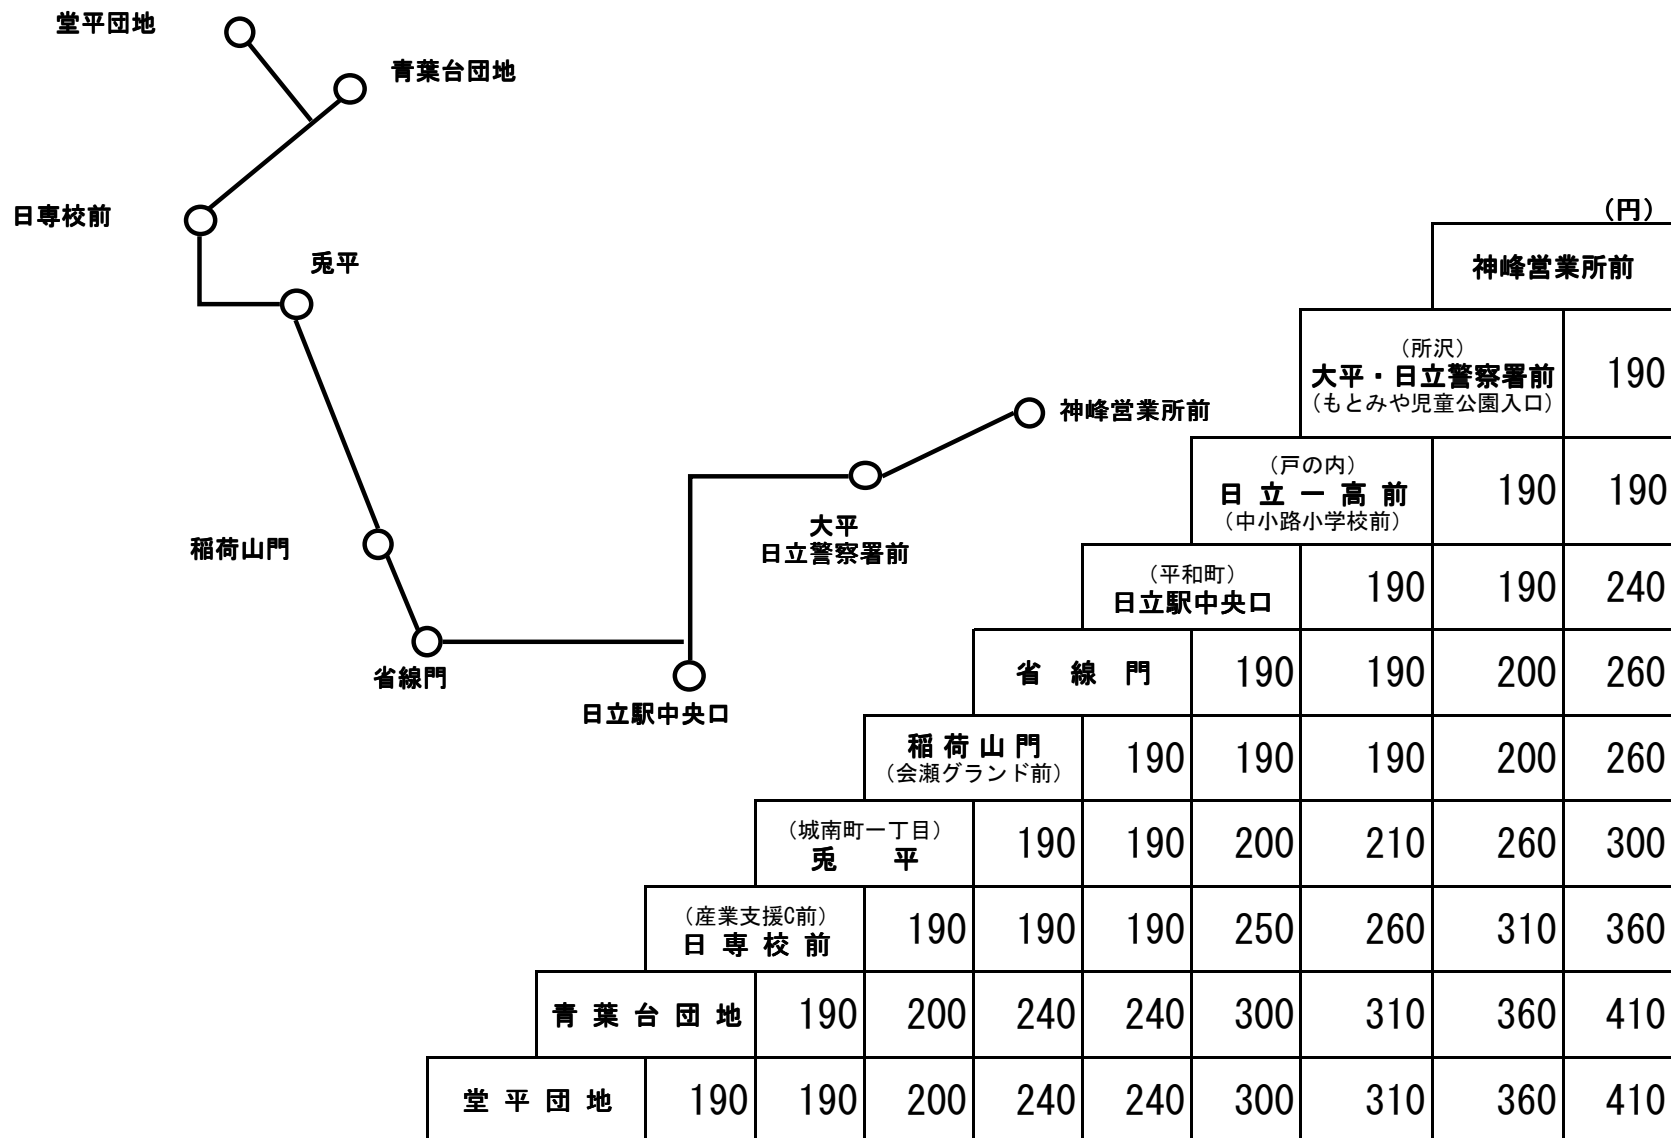 堂平団地
青葉台団地
日専校前
兎平
稲荷山門
省線門
日立駅中央口
大平
日立警察署前
神峰営業所前
（円）
神峰営業所前
（所沢）
大平・日立警察署前
（もとみや児童公園入口）
190
（戸の内）
日立一高前
（中小路小学校前）
190 190
（平和町）
日立駅中央口
190 190 240
省線門
190 190 200 260
稲荷山門
（会瀬グランド前）
190 190 190 200 260
（城南町一丁目）
兎平
190 190 200 210 260 300
（産業支援C前）
日専校前
190 190 190 250 260 310 360
青葉台団地 190 200 240 240 300 310 360 410
堂平団地 190 190 200 240 240 300 310 360 410